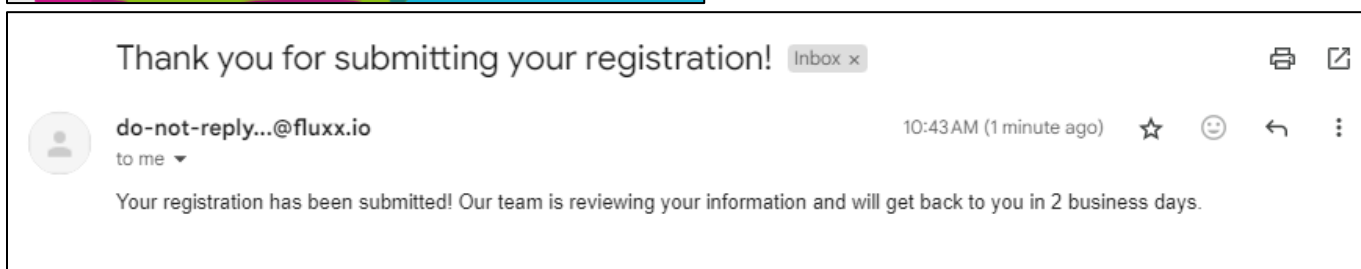 Thank you for submitting your registration! Inbox x
do-not-reply...@fluxx.io 10:43 AM (1 minute ago)
to me
Your registration has been submitted! Our team is reviewing your information and will get back to you in 2 business days.